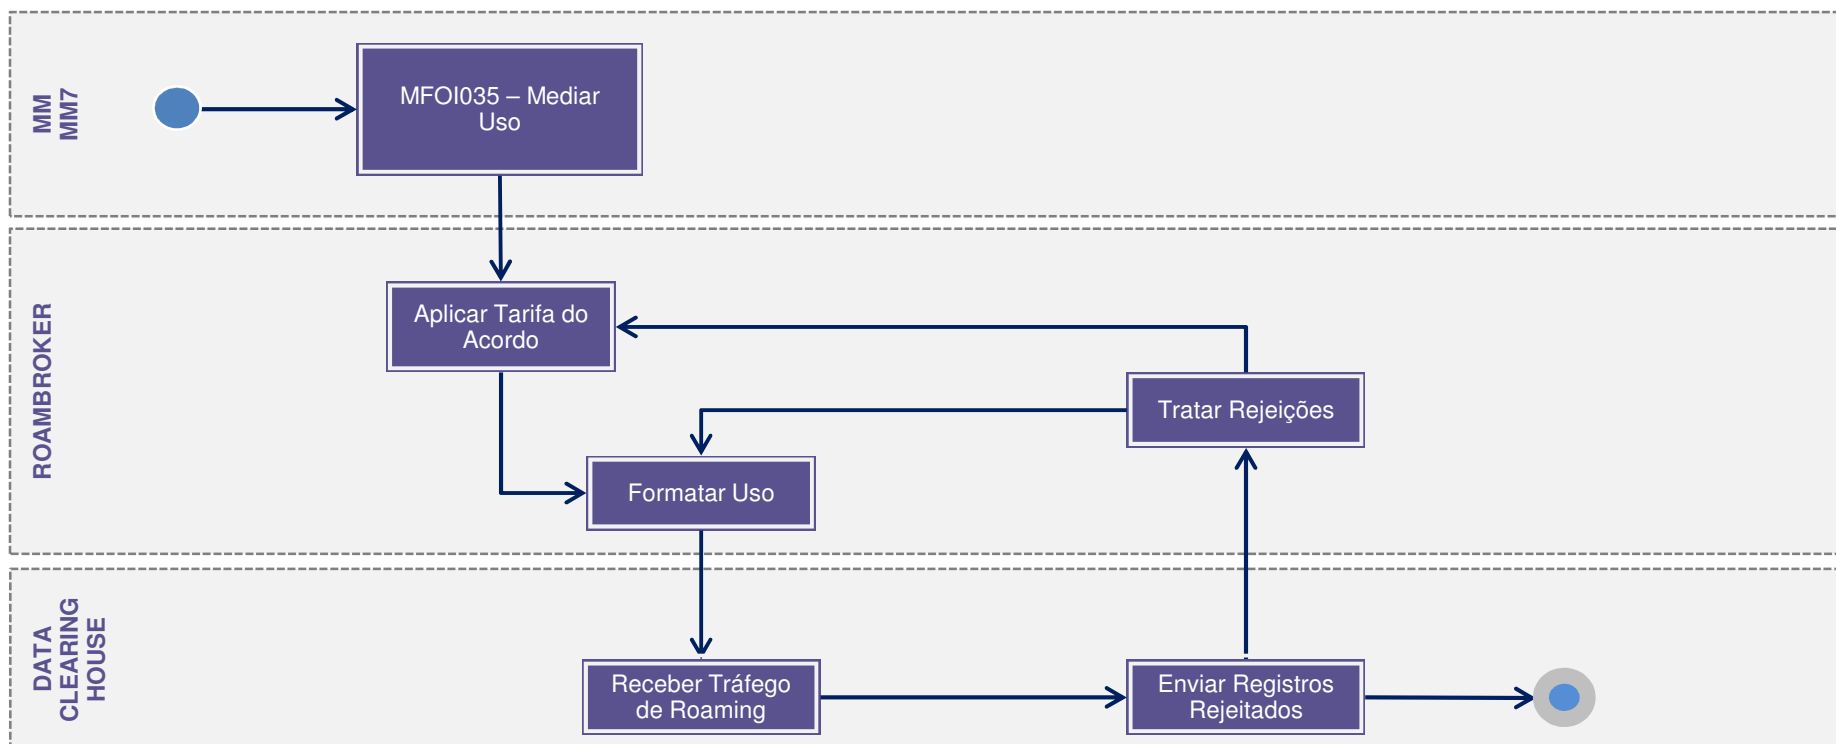 MM
MM7
MFOI035 – Mediar
Uso
ROAMBROKER
Aplicar Tarifa do
Acordo
Tratar Rejeições
Formatar Uso
DATA
CLEARING
HOUSE
Receber Tráfego
de Roaming
Enviar Registros
Rejeitados